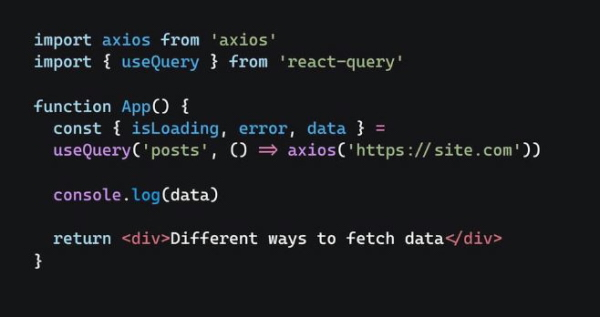 import axios from 'axios'
import { useQuery } from 'react-query'
function App() {
const { isLoading, error, data } =
useQuery('posts', () => axios('https://site.com'))
console.log(data)
return <div>Different ways to fetch data</div>
}